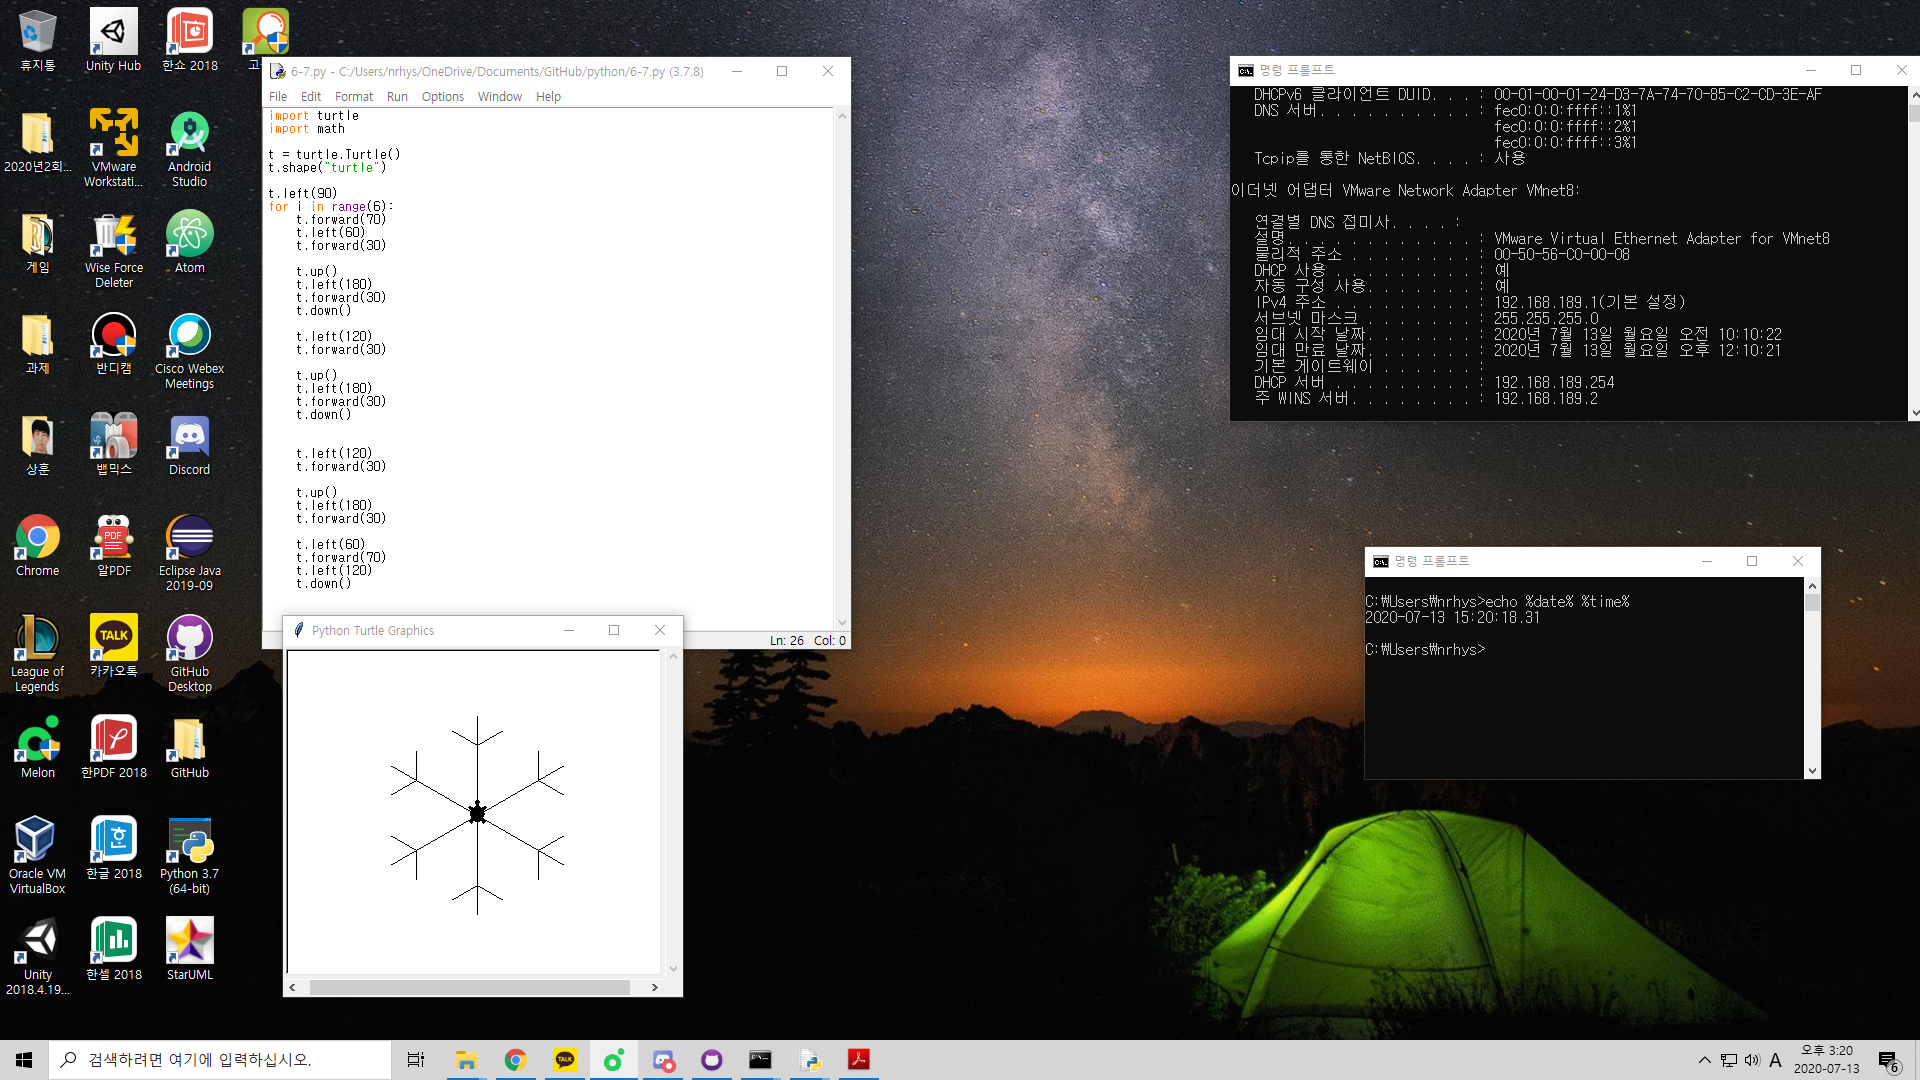 휴지통
Unity Hub
한쇼 2018
2020년2회...
VMware
Workstati...
Android
Studio
게임
Wise Force
Deleter
Atom
과제
반디캠
Cisco Webex
Meetings
상훈
뱁믹스
Discord
Chrome
PDF
알PDF
Eclipse Java
2019-09
League of
Legends
TALK
카카오톡
GitHub
Desktop
Melon
한PDF 2018
GitHub
Oracle VM
VirtualBox
한글 2018
Python 3.7
(64-bit)
Unity
2018.4.19...
한셀 2018
StarUML
6-7.py - C:/Users/nrhys/OneDrive/Documents/GitHub/python/6-7.py (3.7.8)
File Edit Format Run Options Window Help
import turtle
import math
t = turtle.Turtle()
t.shape("turtle")
t.left(90)
for i in range(6):
t.forward(70)
t.left(60)
t.forward(30)
t.up()
t.left(180)
t.forward(30)
t.down()
t.left(120)
t.forward(30)
t.up()
t.left(180)
t.forward(30)
t.down()
t.left(120)
t.forward(30)
t.up()
t.left(180)
t.forward(30)
t.left(60)
t.forward(70)
t.left(120)
t.down()
Ln: 26 Col: 0
Python Turtle Graphics
명령 프롬프트
DHCPv6 클라이언트 DUID. . . : 00-01-00-01-24-D3-7A-74-70-85-C2-CD-3E-AF
DNS 서버. . . . . . . . . . : fec0:0:0:ffff::1%1
fec0:0:0:ffff::2%1
fec0:0:0:ffff::3%1
Tcpip를 통한 NetBIOS. . . . : 사용
이더넷 어댑터 VMware Network Adapter VMnet8:
연결별 DNS 접미사. . . . :
설명. . . . . . . . . . . . : VMware Virtual Ethernet Adapter for VMnet8
물리적 주소 . . . . . . . . : 00-50-56-C0-00-08
DHCP 사용 . . . . . . . . . : 예
자동 구성 사용. . . . . . . : 예
IPv4 주소 . . . . . . . . . : 192.168.189.1(기본 설정)
서브넷 마스크 . . . . . . . : 255.255.255.0
임대 시작 날짜. . . . . . . : 2020년 7월 13일 월요일 오전 10:10:22
임대 만료 날짜. . . . . . . : 2020년 7월 13일 월요일 오후 12:10:21
기본 게이트웨이 . . . . . . :
DHCP 서버 . . . . . . . . . : 192.168.189.254
주 WINS 서버. . . . . . . . : 192.168.189.2
명령 프롬프트
C:₩Users₩nrhys>echo %date% %time%
2020-07-13 15:20:18.31
C:₩Users₩nrhys>
검색하려면 여기에 입력하십시오.
TALK
A
오후 3:20
2020-07-13
6